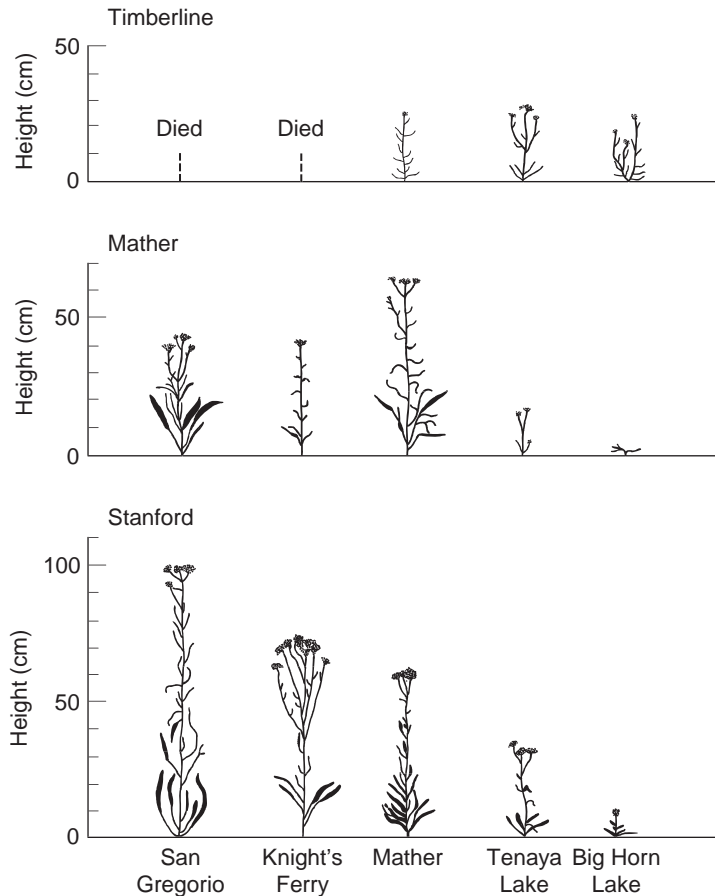 Timberline
Height (cm)
50
0
Died
Died
Mather
Height (cm)
50
0
Stanford
Height (cm)
100
50
0
San Gregorio
Knight's Ferry
Mather
Tenaya Lake
Big Horn Lake